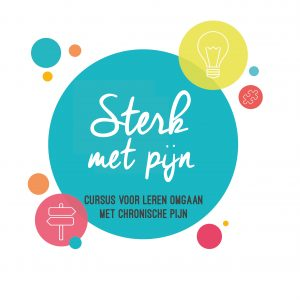 Sterk
met pijn
CURSUS VOOR LEREN OMGAAN
MET CHRONISCHE PIJN